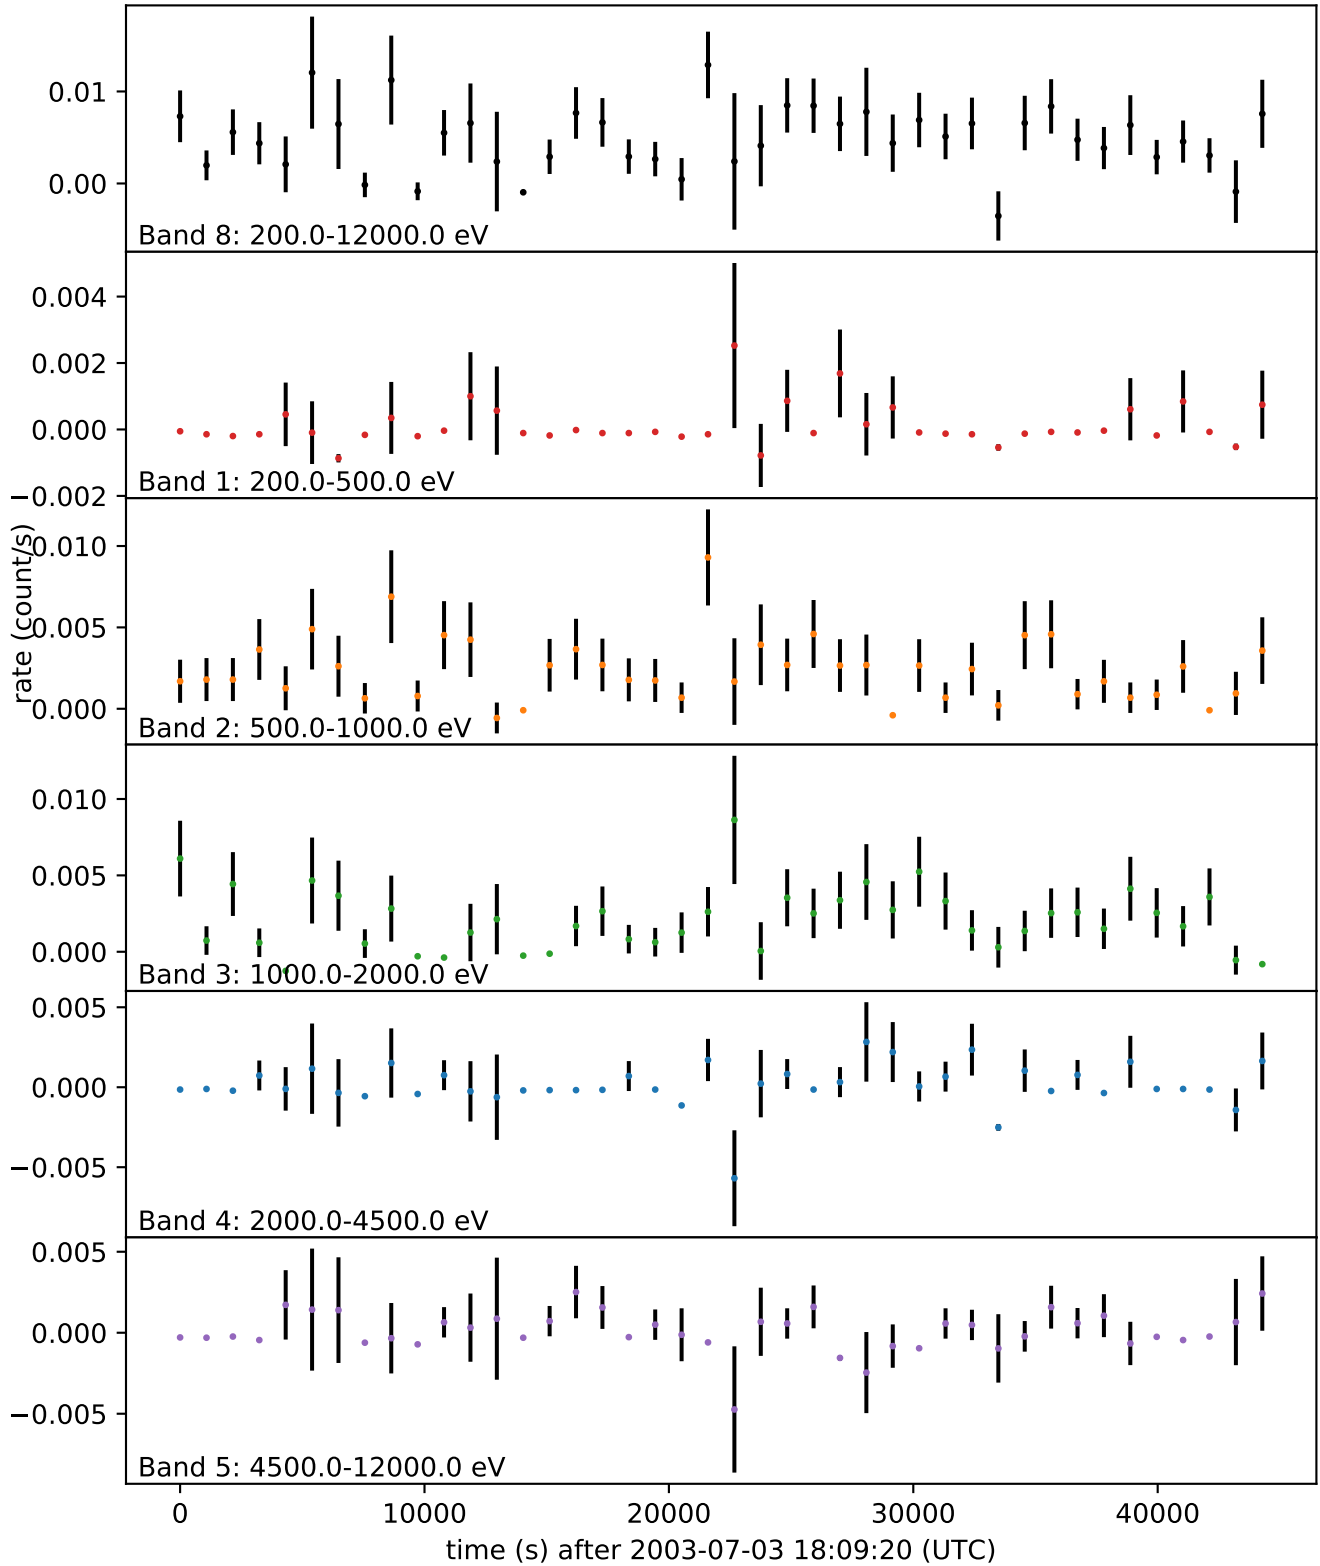 0.01
0.00
Band 8: 200.0-12000.0 eV
0.004
0.002
0.000
−0.002
Band 1: 200.0-500.0 eV
rate (count/s)
0.010
0.005
0.000
Band 2: 500.0-1000.0 eV
0.010
0.005
0.000
Band 3: 1000.0-2000.0 eV
0.005
0.000
−0.005
Band 4: 2000.0-4500.0 eV
0.005
0.000
−0.005
Band 5: 4500.0-12000.0 eV
0 10000 20000 30000 40000
time (s) after 2003-07-03 18:09:20 (UTC)